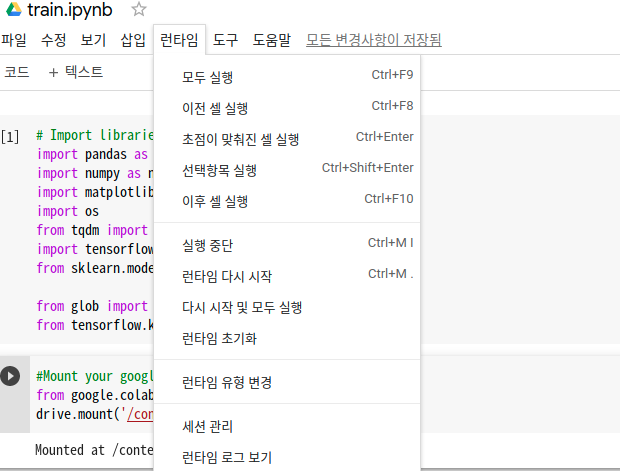 train.ipynb
파일 수정 보기 삽입 런타임 도구 도움말 모든 변경사항이 저장됨
코드 + 텍스트
모두 실행 Ctrl+F9
이전 셀 실행 Ctrl+F8
초점이 맞춰진 셀 실행 Ctrl+Enter
선택항목 실행 Ctrl+Shift+Enter
이후 셀 실행 Ctrl+F10
실행 중단 Ctrl+M I
런타임 다시 시작 Ctrl+M .
다시 시작 및 모두 실행
런타임 초기화
런타임 유형 변경
세션 관리
런타임 로그 보기
[1] # Import librarie
import pandas as
import numpy as n
import matplotlib
import os
from tqdm import
import tensorflow
from sklearn.mode
from glob import
from tensorflow.k
#Mount your googl
from google.colab
drive.mount('/con
Mounted at /conte